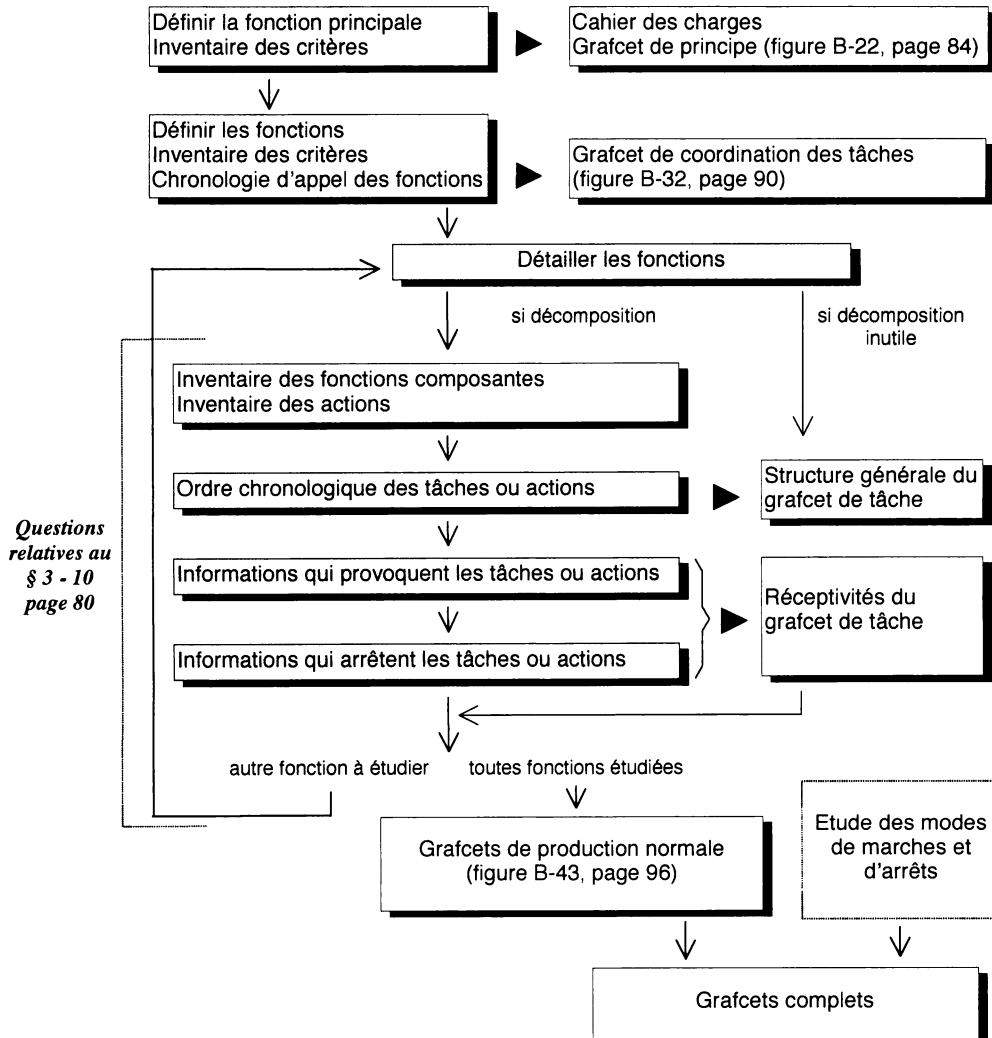 Définir la fonction principale
Inventaire des critères
Cahier des charges
Grafcet de principe (figure B-22, page 84)
Définir les fonctions
Inventaire des critères
Chronologie d'appel des fonctions
Grafcet de coordination des tâches
(figure B-32, page 90)
Détailler les fonctions
si décomposition
si décomposition
inutile
Inventaire des fonctions composantes
Inventaire des actions
Ordre chronologique des tâches ou actions
Structure générale du
grafcet de tâche
Questions
relatives au
§ 3 - 10
page 80
Informations qui provoquent les tâches ou actions
Informations qui arrêtent les tâches ou actions
Réceptivités du
grafcet de tâche
autre fonction à étudier
toutes fonctions étudiées
Grafcets de production normale
(figure B-43, page 96)
Etude des modes
de marches et
d'arrêts
Grafcets complets